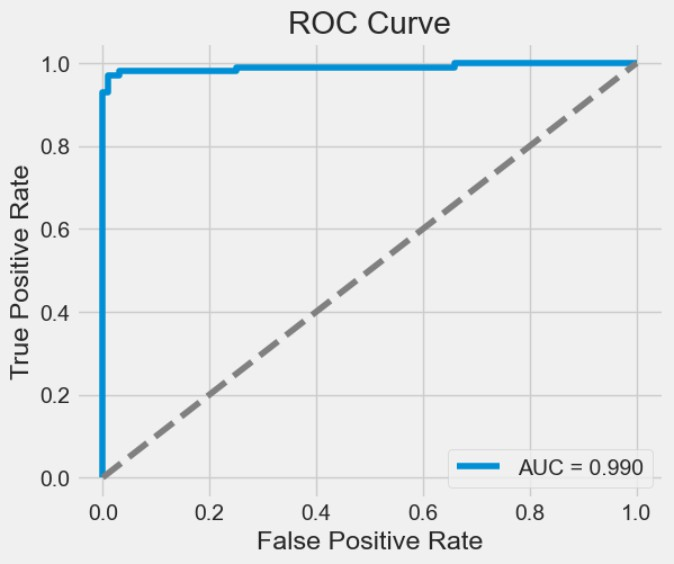 ROC Curve
1.0
0.8
0.6
0.4
0.2
0.0
True Positive Rate
AUC = 0.990
0.0 0.2 0.4 0.6 0.8 1.0
False Positive Rate